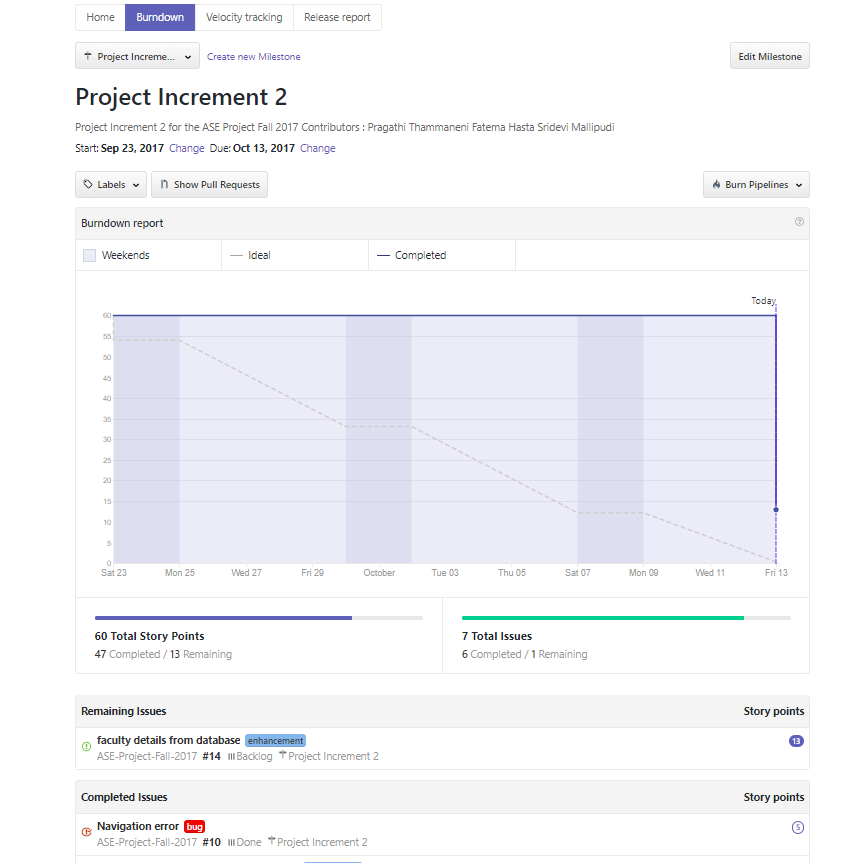 Home Burndown Velocity tracking Release report
Project Increme... Create new Milestone Edit Milestone
Project Increment 2
Project Increment 2 for the ASE Project Fall 2017 Contributors : Pragathi Thammaneni Fatema Hasta Sridevi Mallipudi
Start: Sep 23, 2017 Change Due: Oct 13, 2017 Change
Labels Show Pull Requests Burn Pipelines
Burndown report
Weekends Ideal Completed
Today
60
55
50
45
40
35
30
25
20
15
10
5
0
Sat 23 Mon 25 Wed 27 Fri 29 October Tue 03 Thu 05 Sat 07 Mon 09 Wed 11 Fri 13
60 Total Story Points 7 Total Issues
47 Completed / 13 Remaining 6 Completed / 1 Remaining
Remaining Issues Story points
faculty details from database enhancement 13
ASE-Project-Fall-2017 #14 Backlog Project Increment 2
Completed Issues Story points
Navigation error bug 5
ASE-Project-Fall-2017 #10 Done Project Increment 2